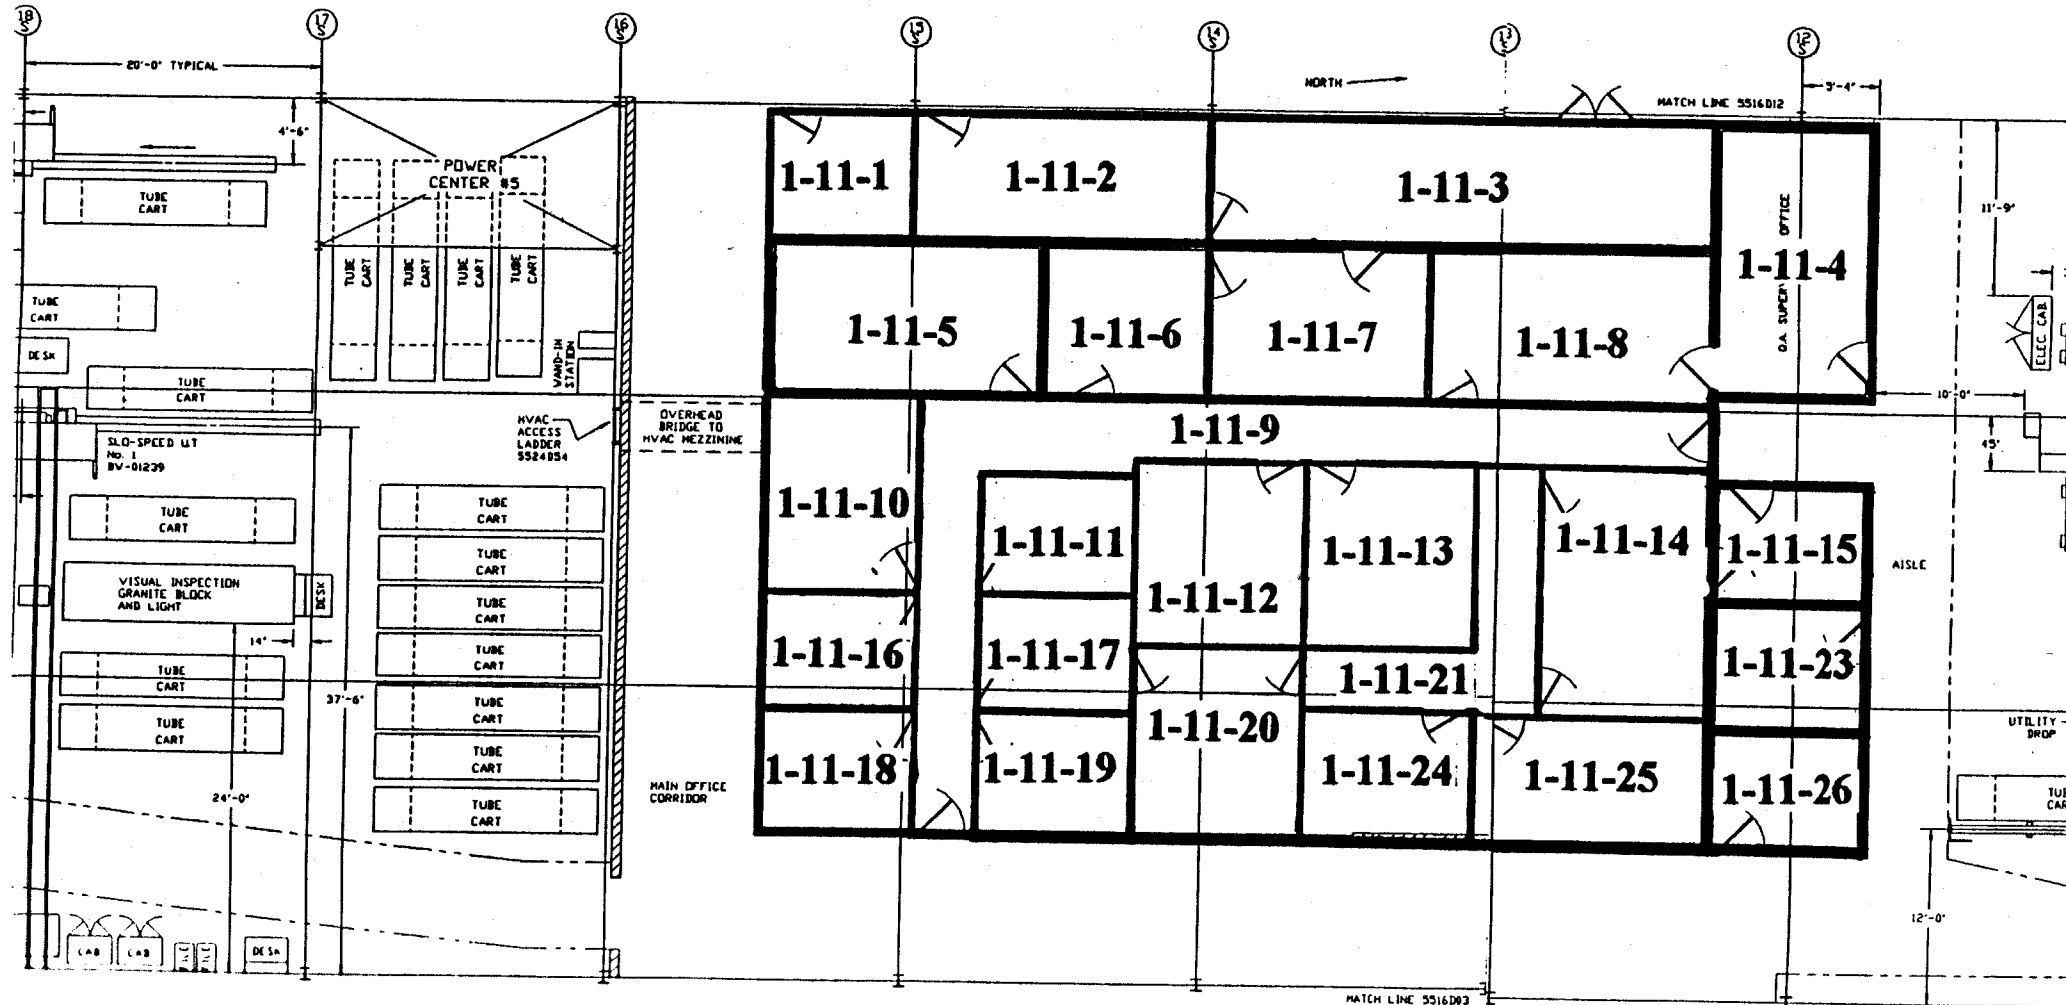 18
S
17
S
16
S
15
S
14
S
13
S
12
S
20'-0" TYPICAL
NORTH
MATCH LINE 5516D12
4'-6"
POWER
CENTER #5
TUBE
CART
TUBE
CART
TUBE
CART
TUBE
CART
TUBE
CART
TUBE
CART
DESK
TUBE
CART
WAND-IN
STATION
HVAC
ACCESS
LADDER
5524D54
OVERHEAD
BRIDGE TO
HVAC MEZZININE
SLO-SPEED UT
No. 1
BV-01239
TUBE
CART
VISUAL INSPECTION
GRANITE BLOCK
AND LIGHT
DESK
14"
TUBE
CART
TUBE
CART
37'-6"
24'-0"
TUBE
CART
TUBE
CART
TUBE
CART
TUBE
CART
TUBE
CART
TUBE
CART
TUBE
CART
CAB
CAB
DESK
MAIN OFFICE
CORRIDOR
1-11-1
1-11-2
1-11-3
1-11-4
OFFICE
1-11-5
1-11-6
1-11-7
1-11-8
1-11-9
1-11-10
1-11-11
1-11-12
1-11-13
1-11-14
1-11-15
1-11-16
1-11-17
1-11-18
1-11-19
1-11-20
1-11-21
1-11-23
1-11-24
1-11-25
1-11-26
11'-9"
ELEC. CAB
10'-0"
45"
AISLE
UTILITY
DROP
12'-0"
MATCH LINE 5516D03